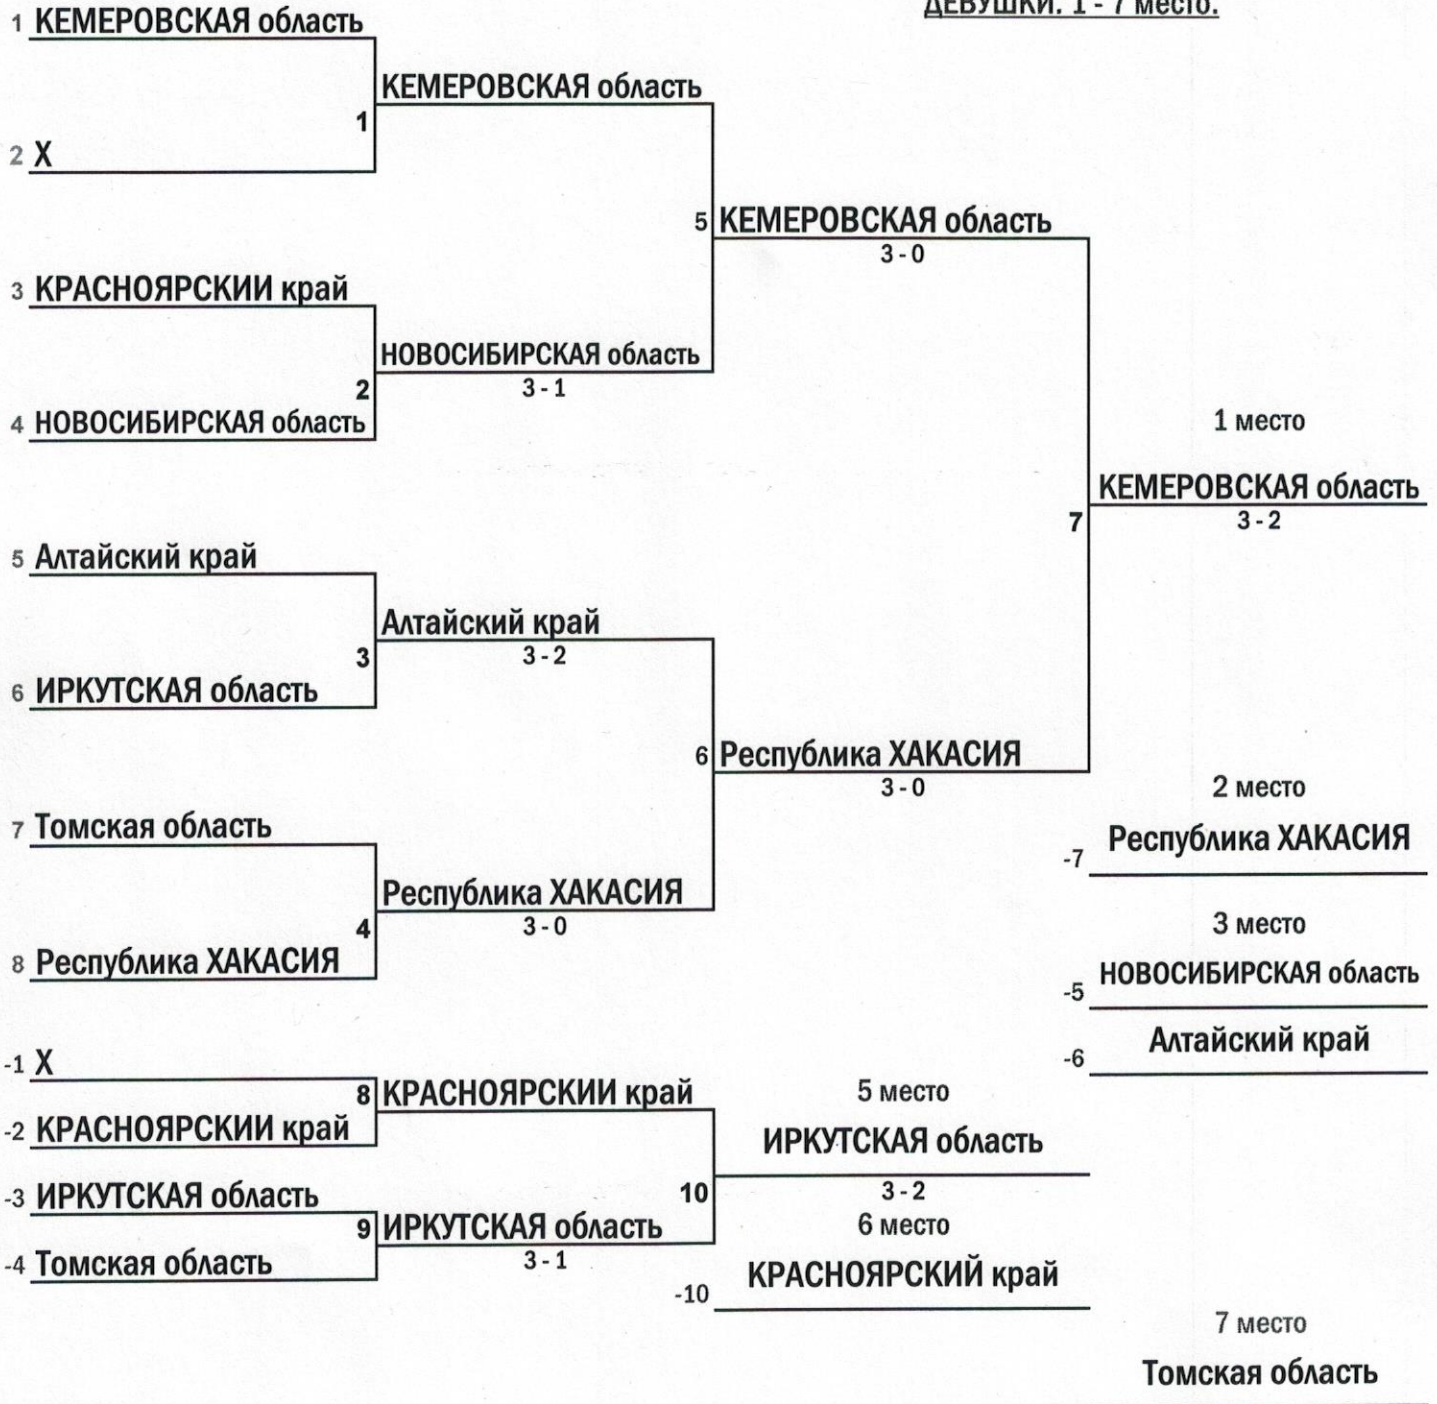 ДЕВУШКИ. 1 - 7 место.
1 КЕМЕРОВСКАЯ область
КЕМЕРОВСКАЯ область
1
2 X
5 КЕМЕРОВСКАЯ область
3 - 0
3 КРАСНОЯРСКИИ край
НОВОСИБИРСКАЯ область
2 3 - 1
4 НОВОСИБИРСКАЯ область
1 место
КЕМЕРОВСКАЯ область
7 3 - 2
5 Алтайский край
Алтайский край
3 3 - 2
6 ИРКУТСКАЯ область
6 Республика ХАКАСИЯ
3 - 0
2 место
7 Томская область
Республика ХАКАСИЯ
-7
Республика ХАКАСИЯ
4 3 - 0
3 место
8 Республика ХАКАСИЯ
НОВОСИБИРСКАЯ область
-5
Алтайский край
-6
-1 X
8 КРАСНОЯРСКИИ край
5 место
-2 КРАСНОЯРСКИИ край
ИРКУТСКАЯ область
-3 ИРКУТСКАЯ область
10 3 - 2
9 ИРКУТСКАЯ область
6 место
-4 Томская область
3 - 1
КРАСНОЯРСКИЙ край
-10
7 место
Томская область